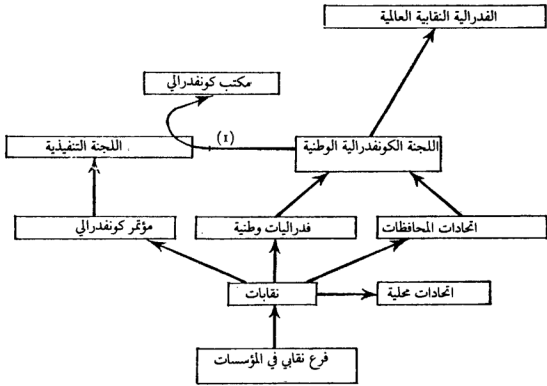 الفدرالية النقابية العالمية
مكتب كونفدرالي
(١)
اللجنة الكونفدرالية الوطنية
اللجنة التنفيذية
اتحادات المحافظات
فدراليات وطنية
مؤتمر كونفدرالي
اتحادات محلية
نقابات
فرع نقابي في المؤسسات